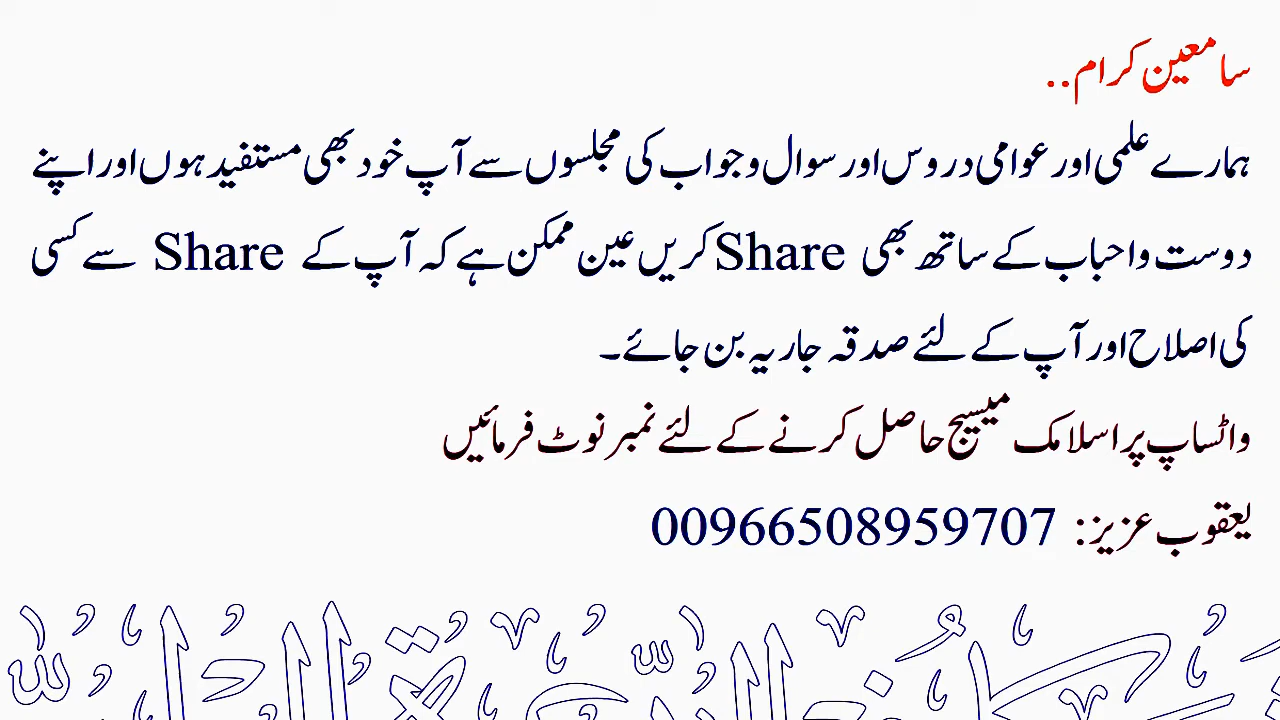 سامعین کرام..
ہمارے علمی اور عوامی دروس اور سوال وجواب کی مجلسوں سے آپ خود بھی مستفید ہوں اور اپنے
دوست واحباب کے ساتھ بھی Share کریں عین ممکن ہے کہ آپ کے Share سے کسی
کی اصلاح اور آپ کے لئے صدقہ جاریہ بن جائے۔
واٹساپ پر اسلامک میسیج حاصل کرنے کے لئے نمبر نوٹ فرمائیں
یعقوب عزیز: 00966508959707